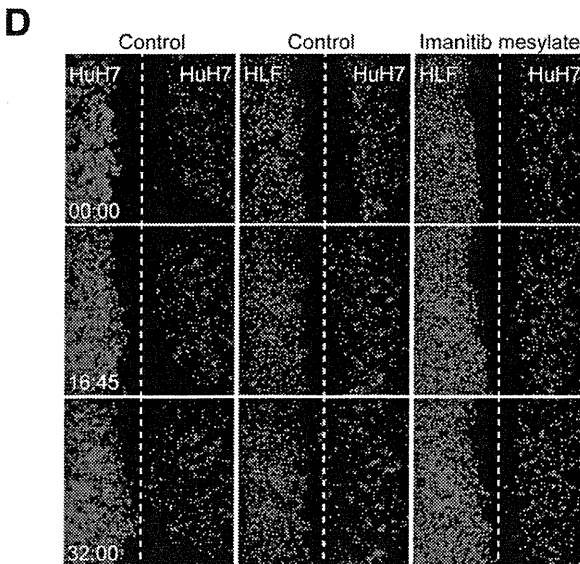 D
Control Control Imanitib mesylate
HuH7 HuH7 HLF HuH7 HLF HuH7
00:00
16:45
32:00